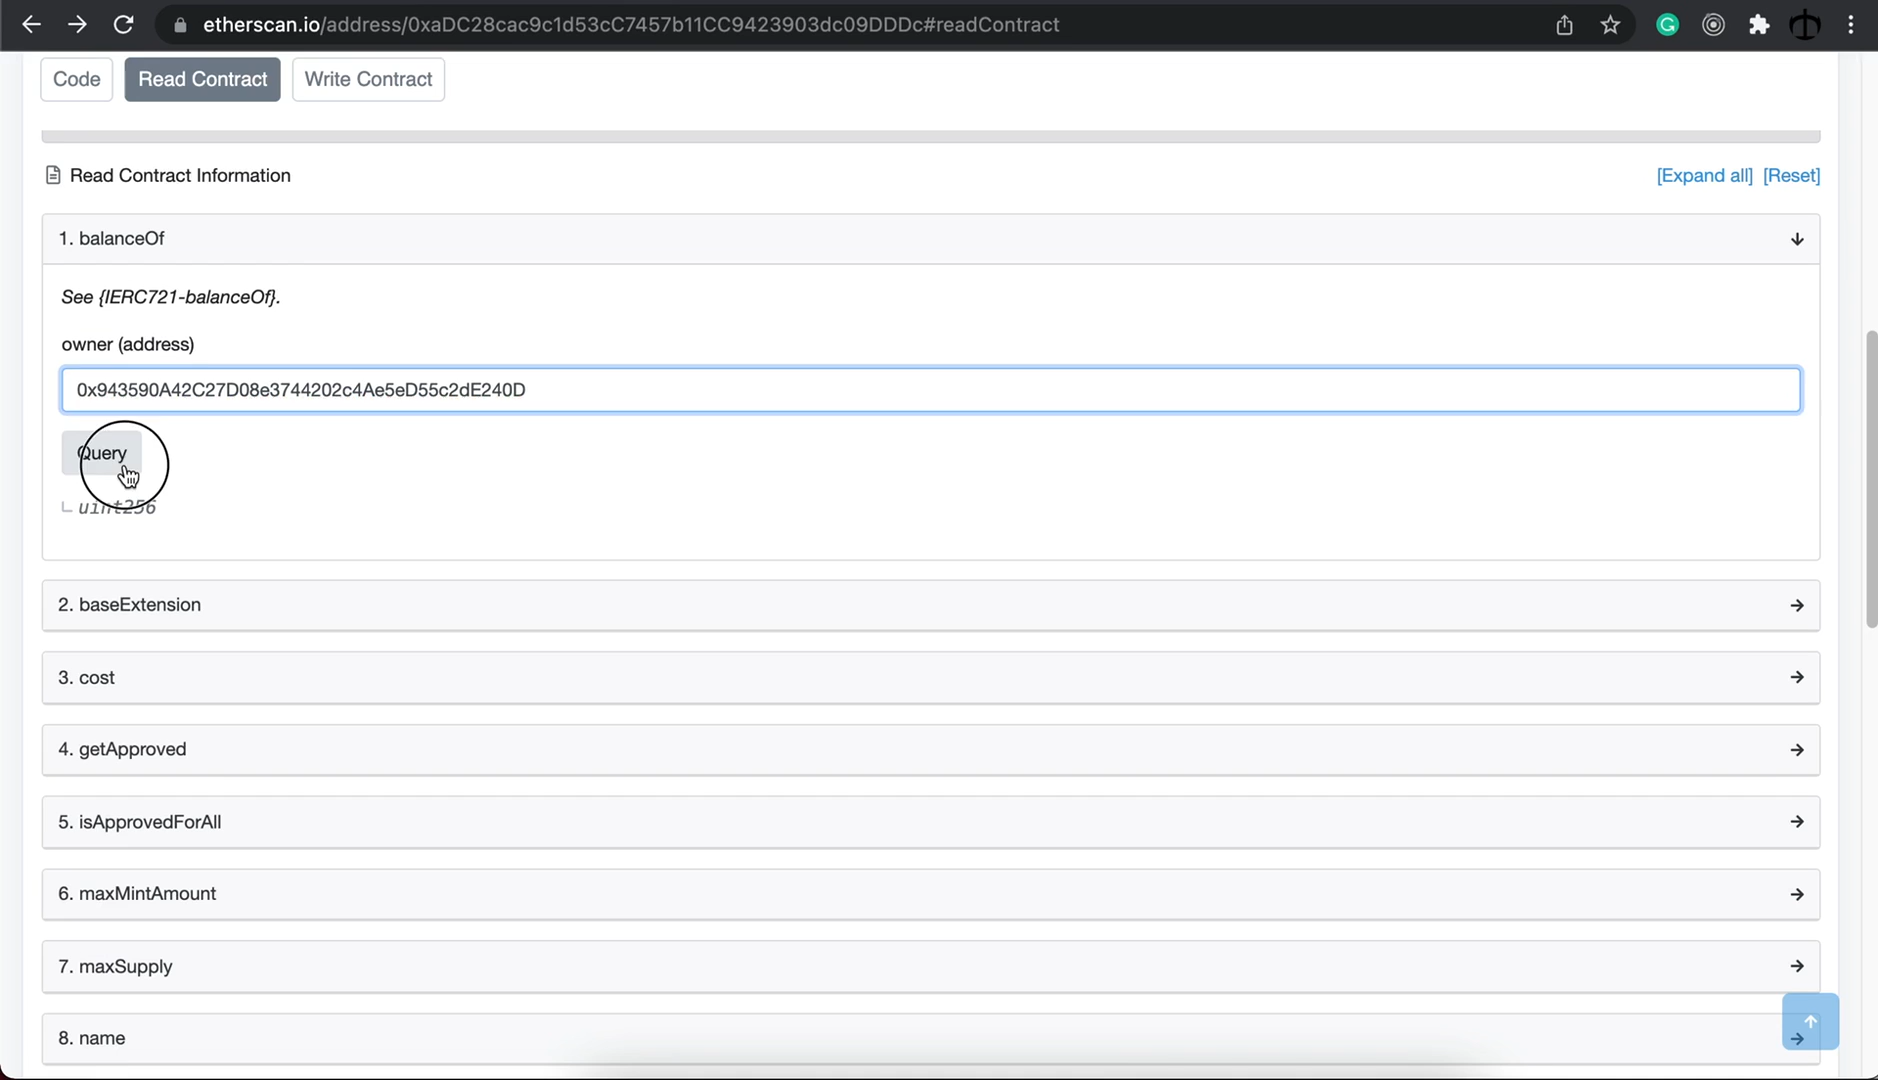 etherscan.io/address/0xaDC28cac9c1d53cC7457b11CC9423903dc09DDDc#readContract
Code
Read Contract
Write Contract
Read Contract Information
[Expand all] [Reset]
1. balanceOf
See {IERC721-balanceOf}.
owner (address)
0x943590A42C27D08e3744202c4Ae5eD55c2dE240D
Query
uint256
2. baseExtension
3. cost
4. getApproved
5. isApprovedForAll
6. maxMintAmount
7. maxSupply
8. name